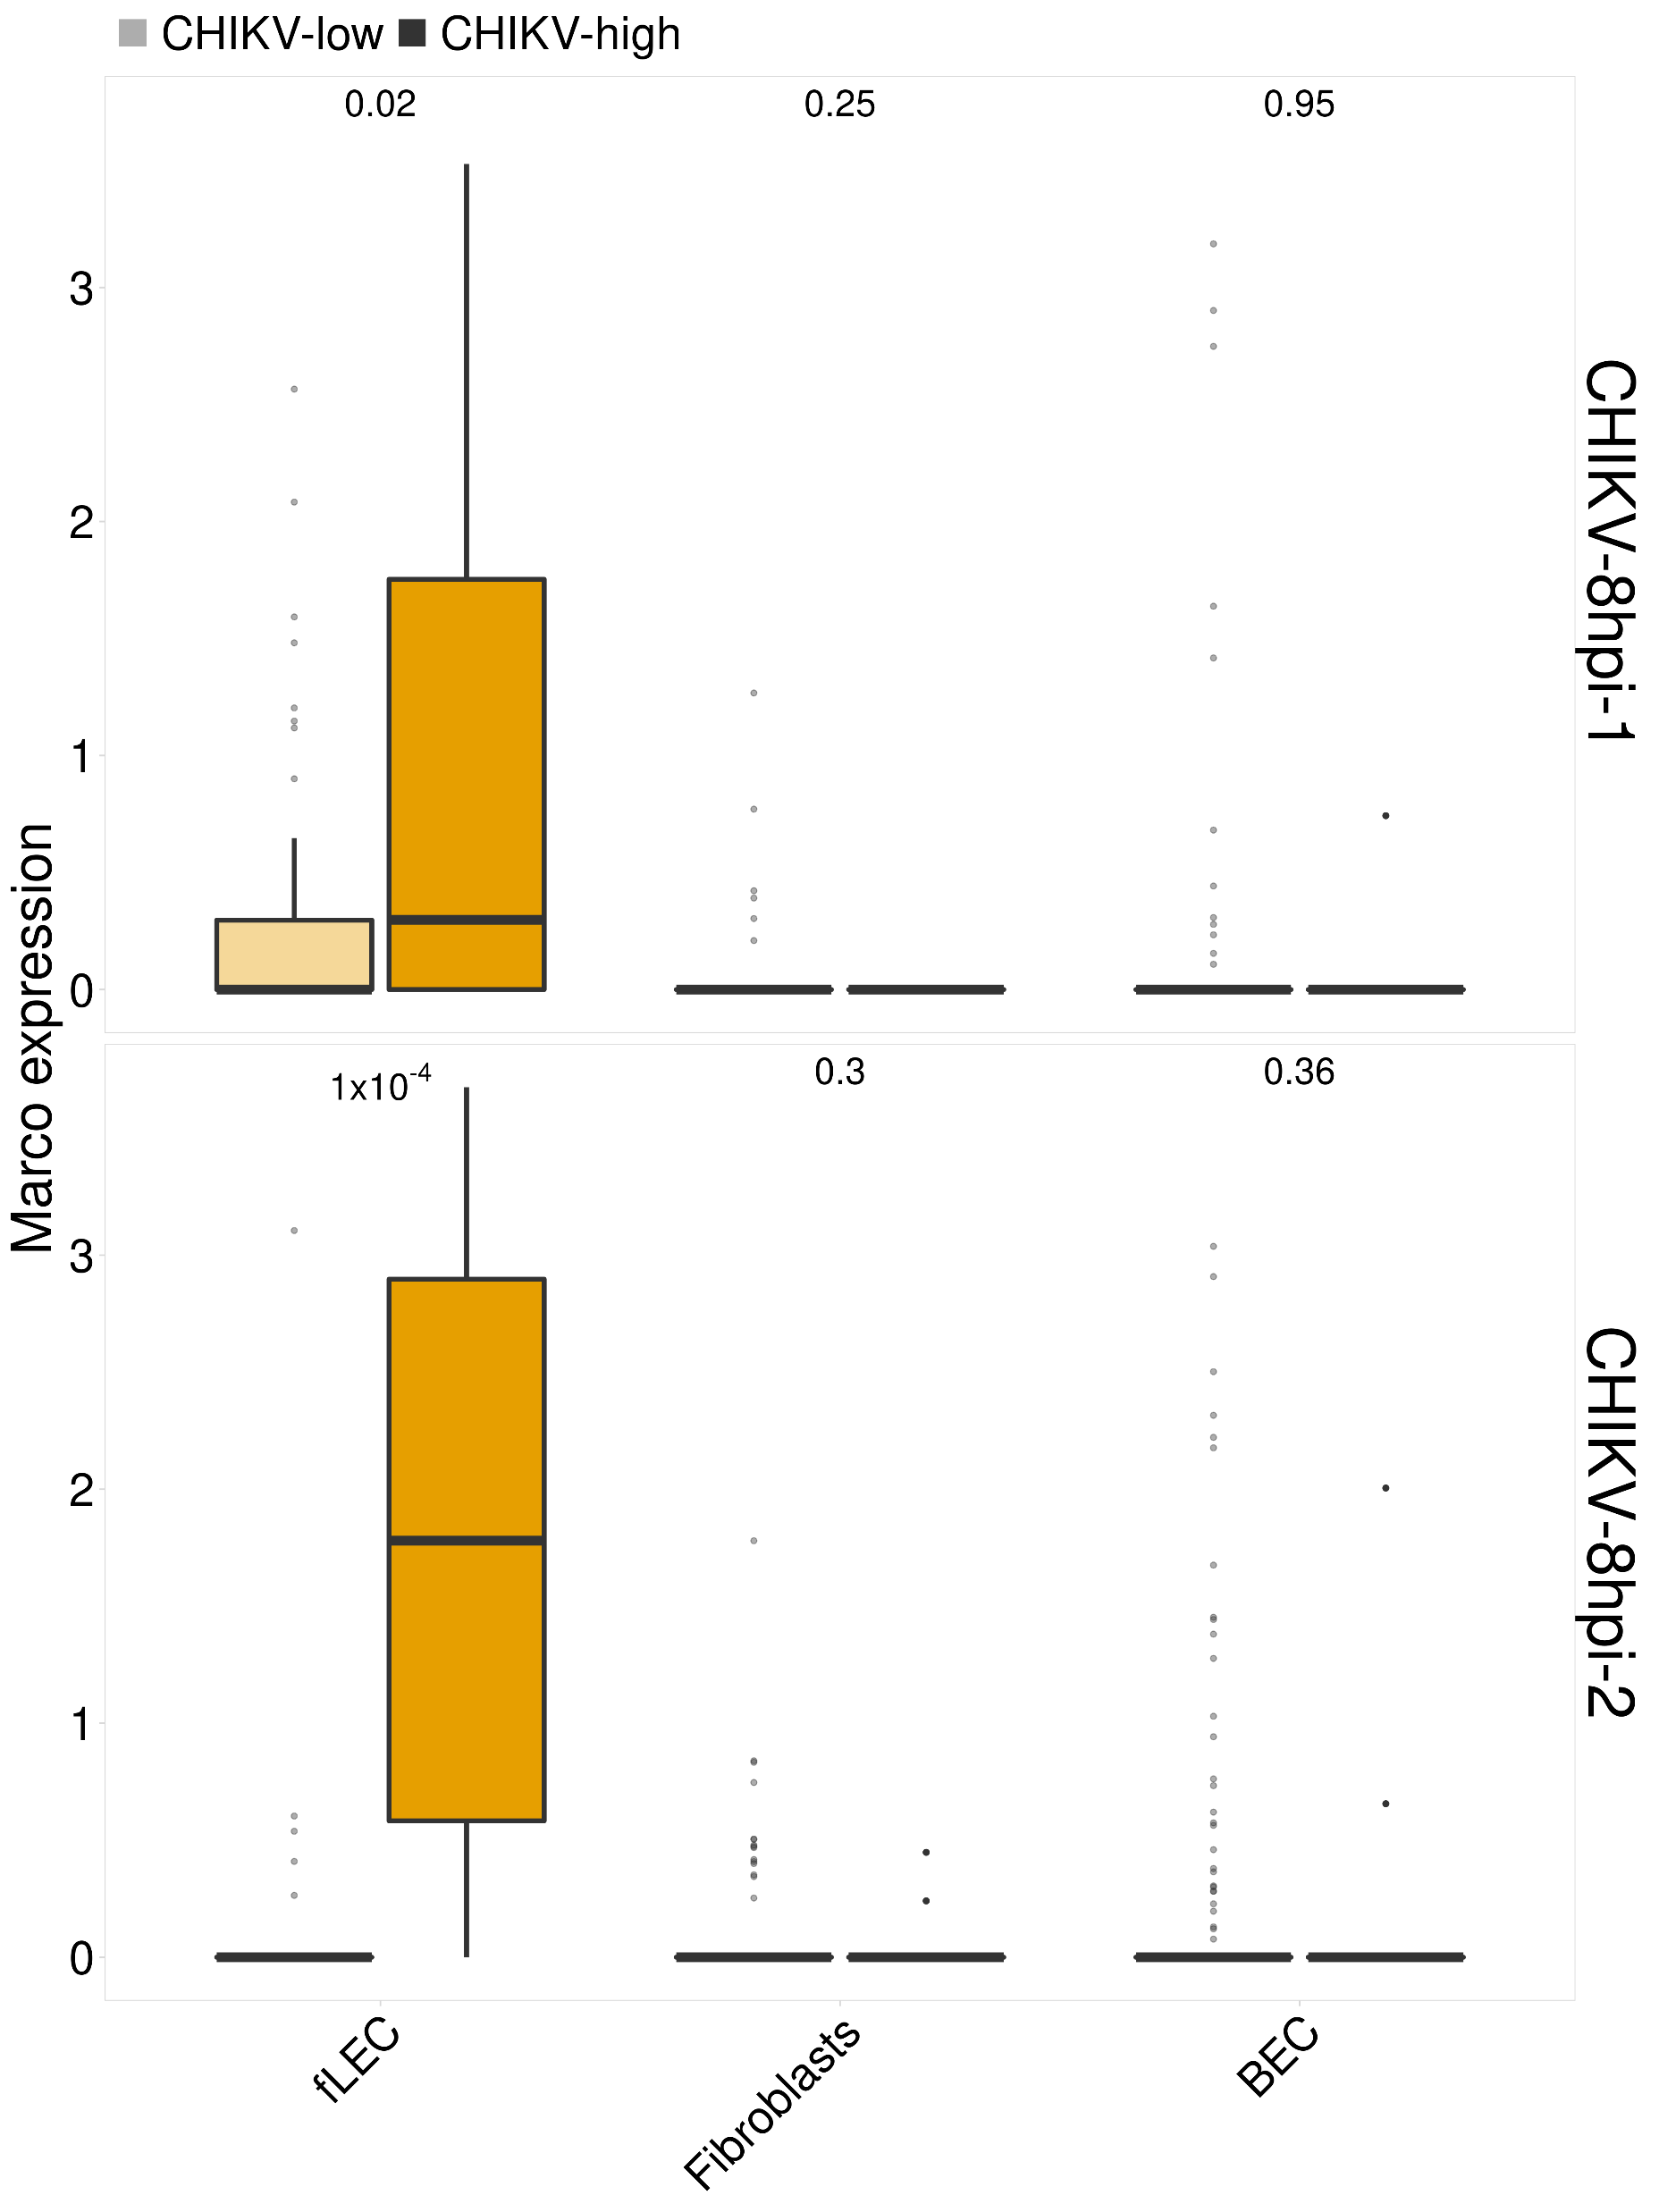 CHIKV-low CHIKV-high
0.02 0.25 0.95
3
2
1
0
CHIKV-8hpi-1
Marco expression
1x10⁻⁴ 0.3 0.36
3
2
1
0
CHIKV-8hpi-2
fLEC Fibroblasts BEC